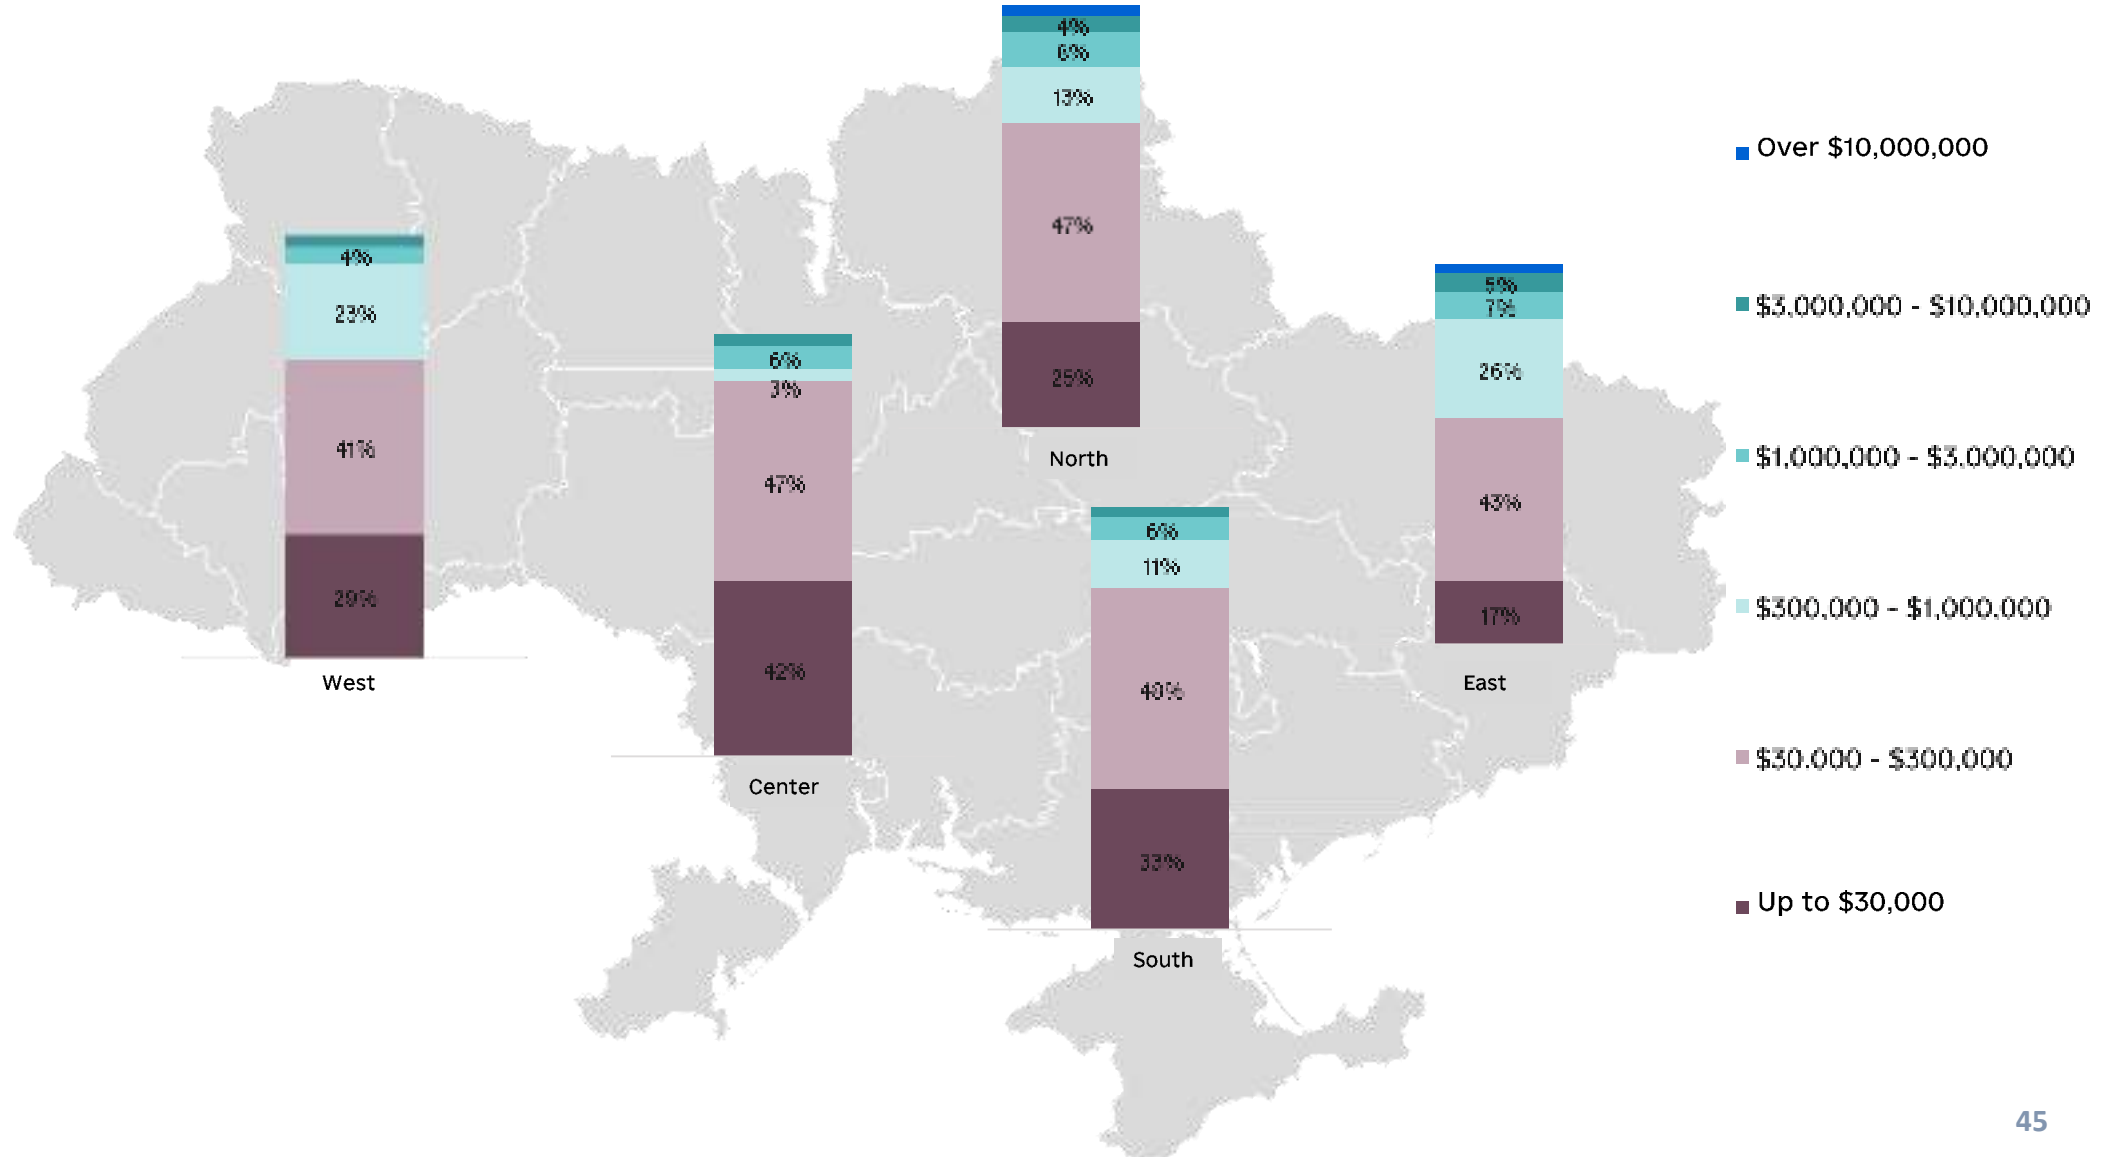 4%
6%
13%
47%
25%
North
4%
23%
41%
29%
West
6%
3%
47%
42%
Center
6%
11%
48%
33%
South
5%
7%
26%
43%
17%
East
Over $10,000,000
$3,000,000 - $10,000,000
$1,000,000 - $3,000,000
$300,000 - $1,000,000
$30,000 - $300,000
Up to $30,000
45